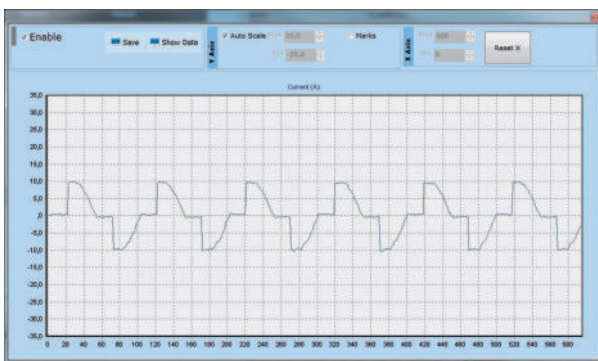 Enable
Save
Show Data
Y Axis
Auto Scale
Marks
X Axis
Reset X
Current (A)
35,0
30,0
25,0
20,0
15,0
10,0
5,0
,0
-5,0
-10,0
-15,0
-20,0
-25,0
-30,0
-35,0
0 20 40 60 80 100 120 140 160 180 200 220 240 260 280 300 320 340 360 380 400 420 440 460 480 500 520 540 560 580